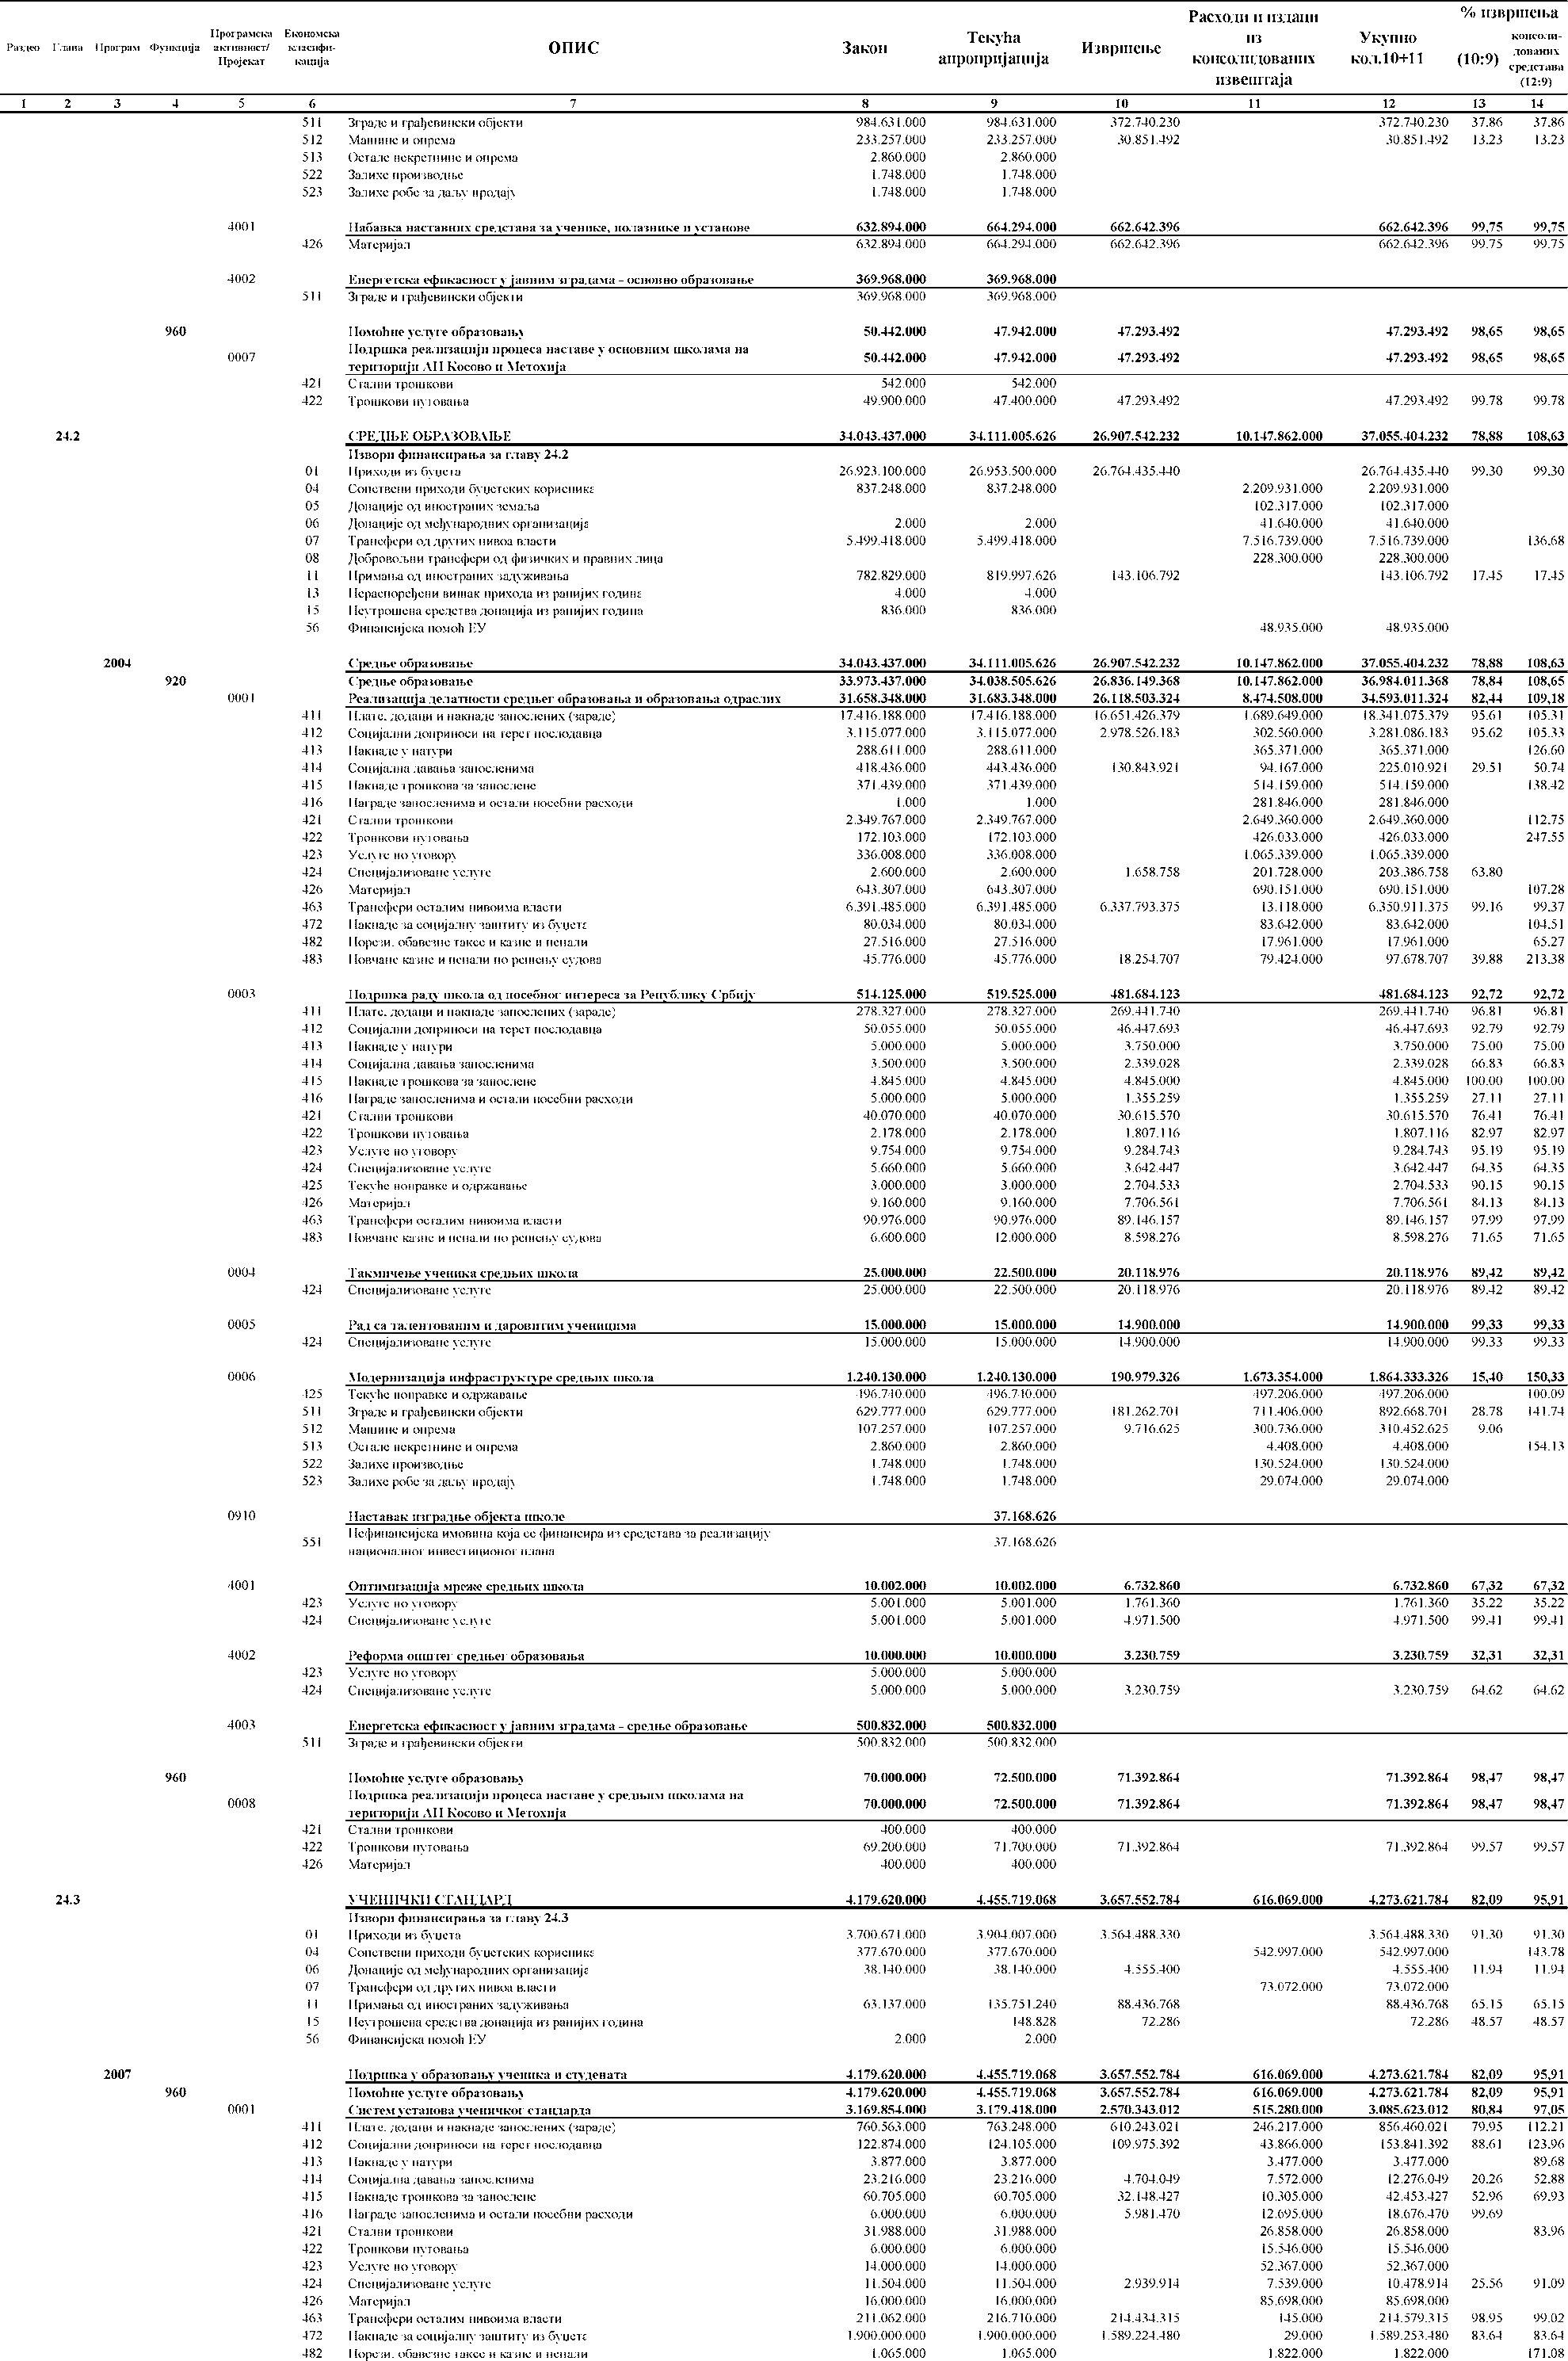 Раздео Глава Програм Функција Програмска активност/ Пројекат Економска класифи-кација ОПИС Закон Текућа апропријација Извршење Расходи и издаци из консолидованих извештаја Укупно кол.10+11 % извршења (10:9) консоли-дованих средстава (12:9)
1 2 3 4 5 6 7 8 9 10 11 12 13 14
511 Зграде и грађевински објекти 984.631.000 984.631.000 372.740.230 372.740.230 37,86 37,86
512 Машине и опрема 233.257.000 233.257.000 30.851.492 30.851.492 13,23 13,23
513 Остале некретнине и опрема 2.860.000 2.860.000
522 Залихе производње 1.748.000 1.748.000
523 Залихе робе за даљу продају 1.748.000 1.748.000
4001 Набавка наставних средстава за ученике, полазнике и установе 632.894.000 664.294.000 662.642.396 662.642.396 99,75 99,75
426 Материјал 632.894.000 664.294.000 662.642.396 662.642.396 99,75 99,75
4002 Енергетска ефикасност у јавним зградама - основно образовање 369.968.000 369.968.000
511 Зграде и грађевински објекти 369.968.000 369.968.000
960 Помоћне услуге образовању 50.442.000 47.942.000 47.293.492 47.293.492 98,65 98,65
0007 Подршка реализацији процеса наставе у основним школама на територији АП Косово и Метохија 50.442.000 47.942.000 47.293.492 47.293.492 98,65 98,65
421 Стални трошкови 542.000 542.000
422 Трошкови путовања 49.900.000 47.400.000 47.293.492 47.293.492 99,78 99,78
24.2 СРЕДЊЕ ОБРАЗОВАЊЕ 34.043.437.000 34.111.005.626 26.907.542.232 10.147.862.000 37.055.404.232 78,88 108,63
Извори финансирања за главу 24.2
01 Приходи из буџета 26.923.100.000 26.953.500.000 26.764.435.440 26.764.435.440 99,30 99,30
04 Сопствени приходи буџетских корисника 837.248.000 837.248.000 2.209.931.000 2.209.931.000
05 Донације од иностраних земаља 102.317.000 102.317.000
06 Донације од међународних организација 2.000 2.000 41.640.000 41.640.000
07 Трансфери од других нивоа власти 5.499.418.000 5.499.418.000 7.516.739.000 7.516.739.000 136,68
08 Добровољни трансфери од физичких и правних лица 228.300.000 228.300.000
11 Примања од иностраних задуживања 782.829.000 819.997.626 143.106.792 143.106.792 17,45 17,45
13 Нераспоређени вишак прихода из ранијих година 4.000 4.000
15 Неутрошена средства донација из ранијих година 836.000 836.000
56 Финансијска помоћ ЕУ 48.935.000 48.935.000
2004 Средње образовање 34.043.437.000 34.111.005.626 26.907.542.232 10.147.862.000 37.055.404.232 78,88 108,63
920 Средње образовање 33.973.437.000 34.038.505.626 26.836.149.368 10.147.862.000 36.984.011.368 78,84 108,65
0001 Реализација делатности средњег образовања и образовања одраслих 31.658.348.000 31.683.348.000 26.118.503.324 8.474.508.000 34.593.011.324 82,44 109,18
411 Плате, додаци и накнаде запослених (зараде) 17.416.188.000 17.416.188.000 16.651.426.379 1.689.649.000 18.341.075.379 95,61 105,31
412 Социјални доприноси на терет послодавца 3.115.077.000 3.115.077.000 2.978.526.183 302.560.000 3.281.086.183 95,62 105,33
413 Накнаде у натури 288.611.000 288.611.000 365.371.000 365.371.000 126,60
414 Социјална давања запосленима 418.436.000 443.436.000 130.843.921 94.167.000 225.010.921 29,51 50,74
415 Накнаде трошкова за запослене 371.439.000 371.439.000 514.159.000 514.159.000 138,42
416 Награде запосленима и остали посебни расходи 1.000 1.000 281.846.000 281.846.000
421 Стални трошкови 2.349.767.000 2.349.767.000 2.649.360.000 2.649.360.000 112,75
422 Трошкови путовања 172.103.000 172.103.000 426.033.000 426.033.000 247,55
423 Услуге по уговору 336.008.000 336.008.000 1.065.339.000 1.065.339.000
424 Специјализоване услуге 2.600.000 2.600.000 1.658.758 201.728.000 203.386.758 63,80
426 Материјал 643.307.000 643.307.000 690.151.000 690.151.000 107,28
463 Трансфери осталим нивоима власти 6.391.485.000 6.391.485.000 6.337.793.375 13.118.000 6.350.911.375 99,16 99,37
472 Накнаде за социјалну заштиту из буџета 80.034.000 80.034.000 83.642.000 83.642.000 104,51
482 Порези, обавезне таксе и казне и пенали 27.516.000 27.516.000 17.961.000 17.961.000 65,27
483 Новчане казне и пенали по решењу судова 45.776.000 45.776.000 18.254.707 79.424.000 97.678.707 39,88 213,38
0003 Подршка раду школа од посебног интереса за Републику Србију 514.125.000 519.525.000 481.684.123 481.684.123 92,72 92,72
411 Плате, додаци и накнаде запослених (зараде) 278.327.000 278.327.000 269.441.740 269.441.740 96,81 96,81
412 Социјални доприноси на терет послодавца 50.055.000 50.055.000 46.447.693 46.447.693 92,79 92,79
413 Накнаде у натури 5.000.000 5.000.000 3.750.000 3.750.000 75,00 75,00
414 Социјална давања запосленима 3.500.000 3.500.000 2.339.028 2.339.028 66,83 66,83
415 Накнаде трошкова за запослене 4.845.000 4.845.000 4.845.000 4.845.000 100,00 100,00
416 Награде запосленима и остали посебни расходи 5.000.000 5.000.000 1.355.259 1.355.259 27,11 27,11
421 Стални трошкови 40.070.000 40.070.000 30.615.570 30.615.570 76,41 76,41
422 Трошкови путовања 2.178.000 2.178.000 1.807.116 1.807.116 82,97 82,97
423 Услуге по уговору 9.754.000 9.754.000 9.284.743 9.284.743 95,19 95,19
424 Специјализоване услуге 5.660.000 5.660.000 3.642.447 3.642.447 64,35 64,35
425 Текуће поправке и одржавање 3.000.000 3.000.000 2.704.533 2.704.533 90,15 90,15
426 Материјал 9.160.000 9.160.000 7.706.561 7.706.561 84,13 84,13
463 Трансфери осталим нивоима власти 90.976.000 90.976.000 89.146.157 89.146.157 97,99 97,99
483 Новчане казне и пенали по решењу судова 6.600.000 12.000.000 8.598.276 8.598.276 71,65 71,65
0004 Такмичење ученика средњих школа 25.000.000 22.500.000 20.118.976 20.118.976 89,42 89,42
424 Специјализоване услуге 25.000.000 22.500.000 20.118.976 20.118.976 89,42 89,42
0005 Рад са талентованим и даровитим ученицима 15.000.000 15.000.000 14.900.000 14.900.000 99,33 99,33
424 Специјализоване услуге 15.000.000 15.000.000 14.900.000 14.900.000 99,33 99,33
0006 Модернизација инфраструктуре средњих школа 1.240.130.000 1.240.130.000 190.979.326 1.673.354.000 1.864.333.326 15,40 150,33
425 Текуће поправке и одржавање 496.740.000 496.740.000 497.206.000 497.206.000 100,09
511 Зграде и грађевински објекти 629.777.000 629.777.000 181.262.701 711.406.000 892.668.701 28,78 141,74
512 Машине и опрема 107.257.000 107.257.000 9.716.625 300.736.000 310.452.625 9,06
513 Остале некретнине и опрема 2.860.000 2.860.000 4.408.000 4.408.000 154,13
522 Залихе производње 1.748.000 1.748.000 130.524.000 130.524.000
523 Залихе робе за даљу продају 1.748.000 1.748.000 29.074.000 29.074.000
0910 Наставак изградње објекта школе 37.168.626
551 Нефинансијска имовина која се финансира из средстава за реализацију националног инвестиционог плана 37.168.626
4001 Оптимизација мреже средњих школа 10.002.000 10.002.000 6.732.860 6.732.860 67,32 67,32
423 Услуге по уговору 5.001.000 5.001.000 1.761.360 1.761.360 35,22 35,22
424 Специјализоване услуге 5.001.000 5.001.000 4.971.500 4.971.500 99,41 99,41
4002 Реформа општег средњег образовања 10.000.000 10.000.000 3.230.759 3.230.759 32,31 32,31
423 Услуге по уговору 5.000.000 5.000.000
424 Специјализоване услуге 5.000.000 5.000.000 3.230.759 3.230.759 64,62 64,62
4003 Енергетска ефикасност у јавним зградама - средње образовање 500.832.000 500.832.000
511 Зграде и грађевински објекти 500.832.000 500.832.000
960 Помоћне услуге образовању 70.000.000 72.500.000 71.392.864 71.392.864 98,47 98,47
0008 Подршка реализацији процеса наставе у средњим школама на територији АП Косово и Метохија 70.000.000 72.500.000 71.392.864 71.392.864 98,47 98,47
421 Стални трошкови 400.000 400.000
422 Трошкови путовања 69.200.000 71.700.000 71.392.864 71.392.864 99,57 99,57
426 Материјал 400.000 400.000
24.3 УЧЕНИЧКИ СТАНДАРД 4.179.620.000 4.455.719.068 3.657.552.784 616.069.000 4.273.621.784 82,09 95,91
Извори финансирања за главу 24.3
01 Приходи из буџета 3.700.671.000 3.904.007.000 3.564.488.330 3.564.488.330 91,30 91,30
04 Сопствени приходи буџетских корисника 377.670.000 377.670.000 542.997.000 542.997.000 143,78
06 Донације од међународних организација 38.140.000 38.140.000 4.555.400 4.555.400 11,94 11,94
07 Трансфери од других нивоа власти 73.072.000 73.072.000
11 Примања од иностраних задуживања 63.137.000 135.751.240 88.436.768 88.436.768 65,15 65,15
15 Неутрошена средства донација из ранијих година 148.828 72.286 72.286 48,57 48,57
56 Финансијска помоћ ЕУ 2.000 2.000
2007 Подршка у образовању ученика и студената 4.179.620.000 4.455.719.068 3.657.552.784 616.069.000 4.273.621.784 82,09 95,91
960 Помоћне услуге образовању 4.179.620.000 4.455.719.068 3.657.552.784 616.069.000 4.273.621.784 82,09 95,91
0001 Систем установа ученичког стандарда 3.169.854.000 3.179.418.000 2.570.343.012 515.280.000 3.085.623.012 80,84 97,05
411 Плате, додаци и накнаде запослених (зараде) 760.563.000 763.248.000 610.243.021 246.217.000 856.460.021 79,95 112,21
412 Социјални доприноси на терет послодавца 122.874.000 124.105.000 109.975.392 43.866.000 153.841.392 88,61 123,96
413 Накнаде у натури 3.877.000 3.877.000 3.477.000 3.477.000 89,68
414 Социјална давања запосленима 23.216.000 23.216.000 4.704.049 7.572.000 12.276.049 20,26 52,88
415 Накнаде трошкова за запослене 60.705.000 60.705.000 32.148.427 10.305.000 42.453.427 52,96 69,93
416 Награде запосленима и остали посебни расходи 6.000.000 6.000.000 5.981.470 12.695.000 18.676.470 99,69
421 Стални трошкови 31.988.000 31.988.000 26.858.000 26.858.000 83,96
422 Трошкови путовања 6.000.000 6.000.000 15.546.000 15.546.000
423 Услуге по уговору 14.000.000 14.000.000 52.367.000 52.367.000
424 Специјализоване услуге 11.504.000 11.504.000 2.939.914 7.539.000 10.478.914 25,56 91,09
426 Материјал 16.000.000 16.000.000 85.698.000 85.698.000
463 Трансфери осталим нивоима власти 211.062.000 216.710.000 214.434.315 145.000 214.579.315 98,95 99,02
472 Накнаде за социјалну заштиту из буџета 1.900.000.000 1.900.000.000 1.589.224.480 29.000 1.589.253.480 83,64 83,64
482 Порези, обавезне таксе и казне и пенали 1.065.000 1.065.000 1.822.000 1.822.000 171,08